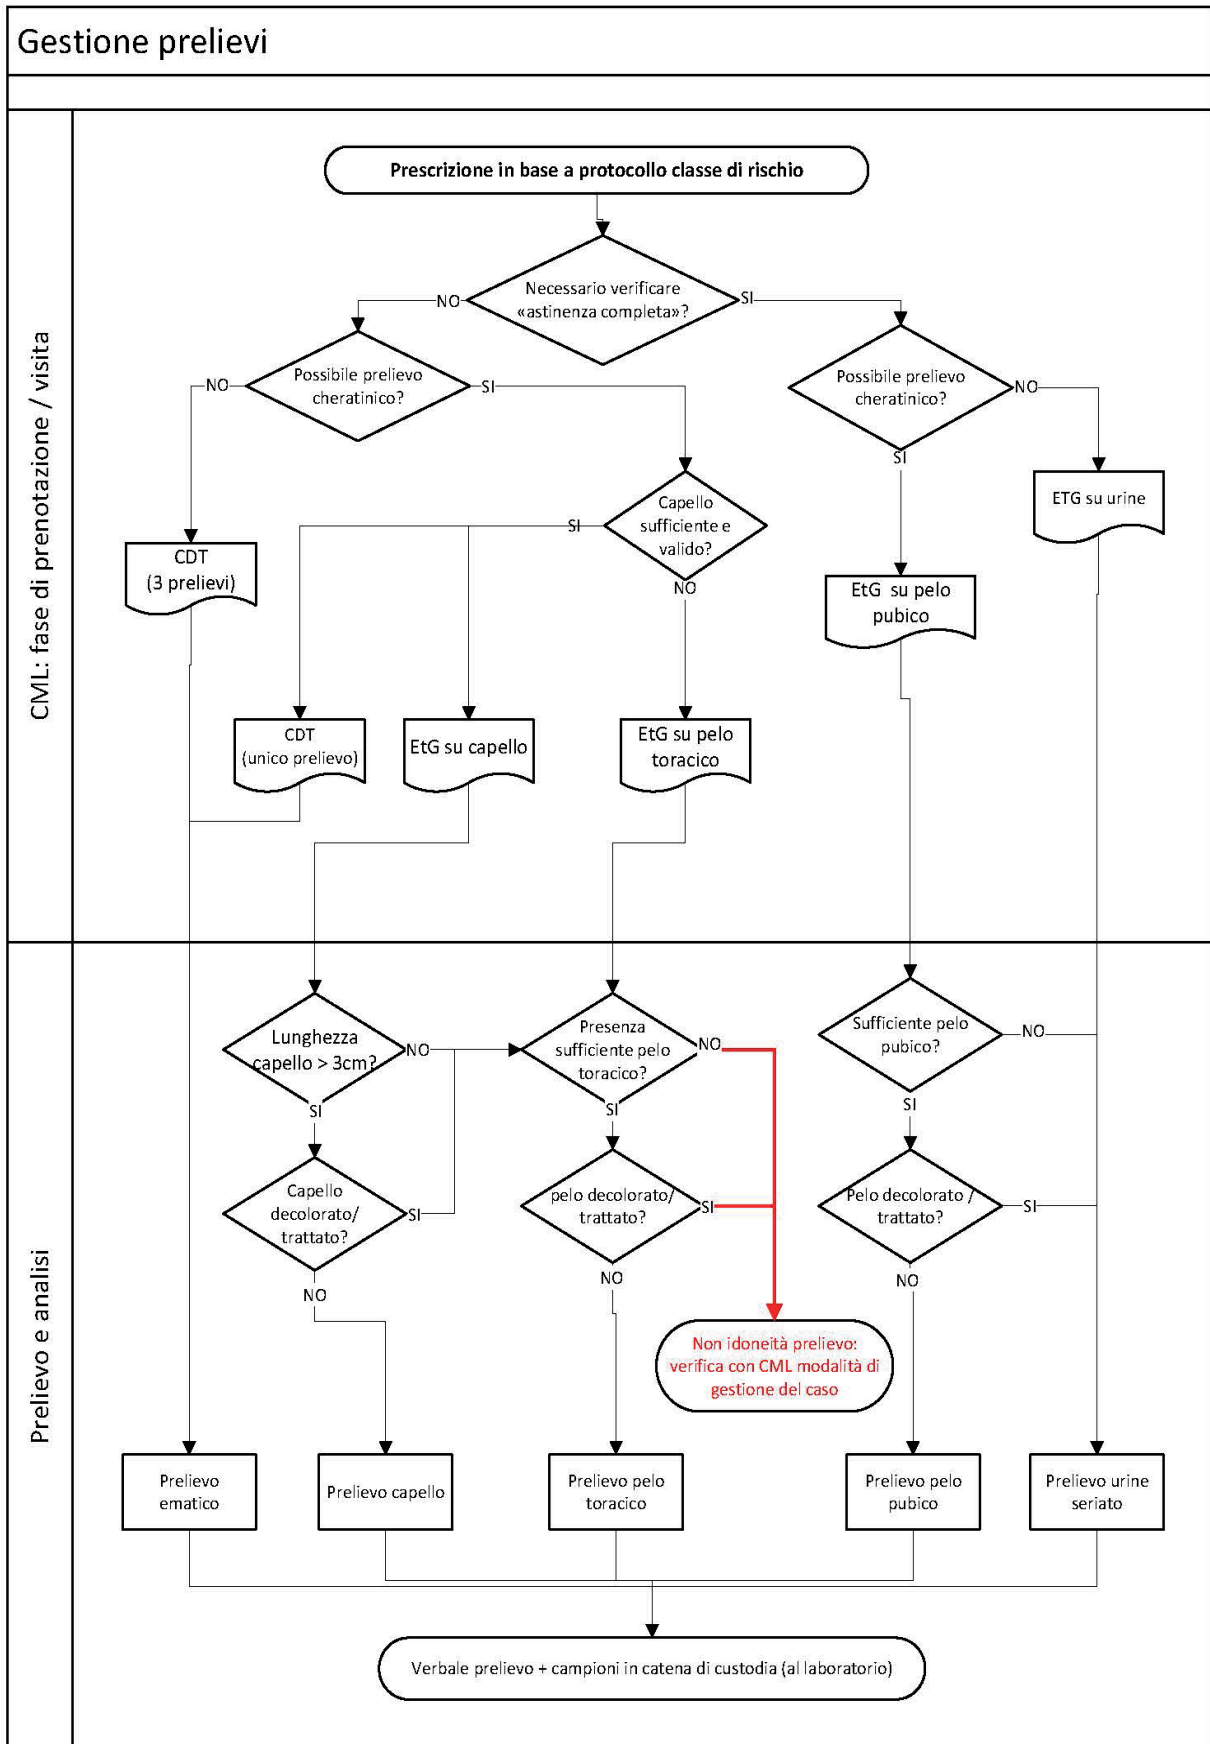 Gestione prelievi
CML: fase di prenotazione / visita
Prescrizione in base a protocollo classe di rischio
Necessario verificare
«astinenza completa»?
NO
SI
Possibile prelievo
cheratinico?
NO
SI
Possibile prelievo
cheratinico?
NO
SI
Capello
sufficiente e
valido?
SI
NO
ETG su urine
CDT
(3 prelievi)
EtG su pelo
pubico
CDT
(unico prelievo)
EtG su capello
EtG su pelo
toracico
Prelievo e analisi
Lunghezza
capello > 3cm?
NO
SI
Presenza
sufficiente pelo
toracico?
NO
SI
Sufficiente pelo
pubico?
NO
SI
Capello
decolorato/
trattato?
SI
NO
pelo decolorato/
trattato?
SI
NO
Pelo decolorato /
trattato?
SI
NO
Non idoneità prelievo:
verifica con CML modalità di
gestione del caso
Prelievo
ematico
Prelievo capello
Prelievo pelo
toracico
Prelievo pelo
pubico
Prelievo urine
seriato
Verbale prelievo + campioni in catena di custodia (al laboratorio)